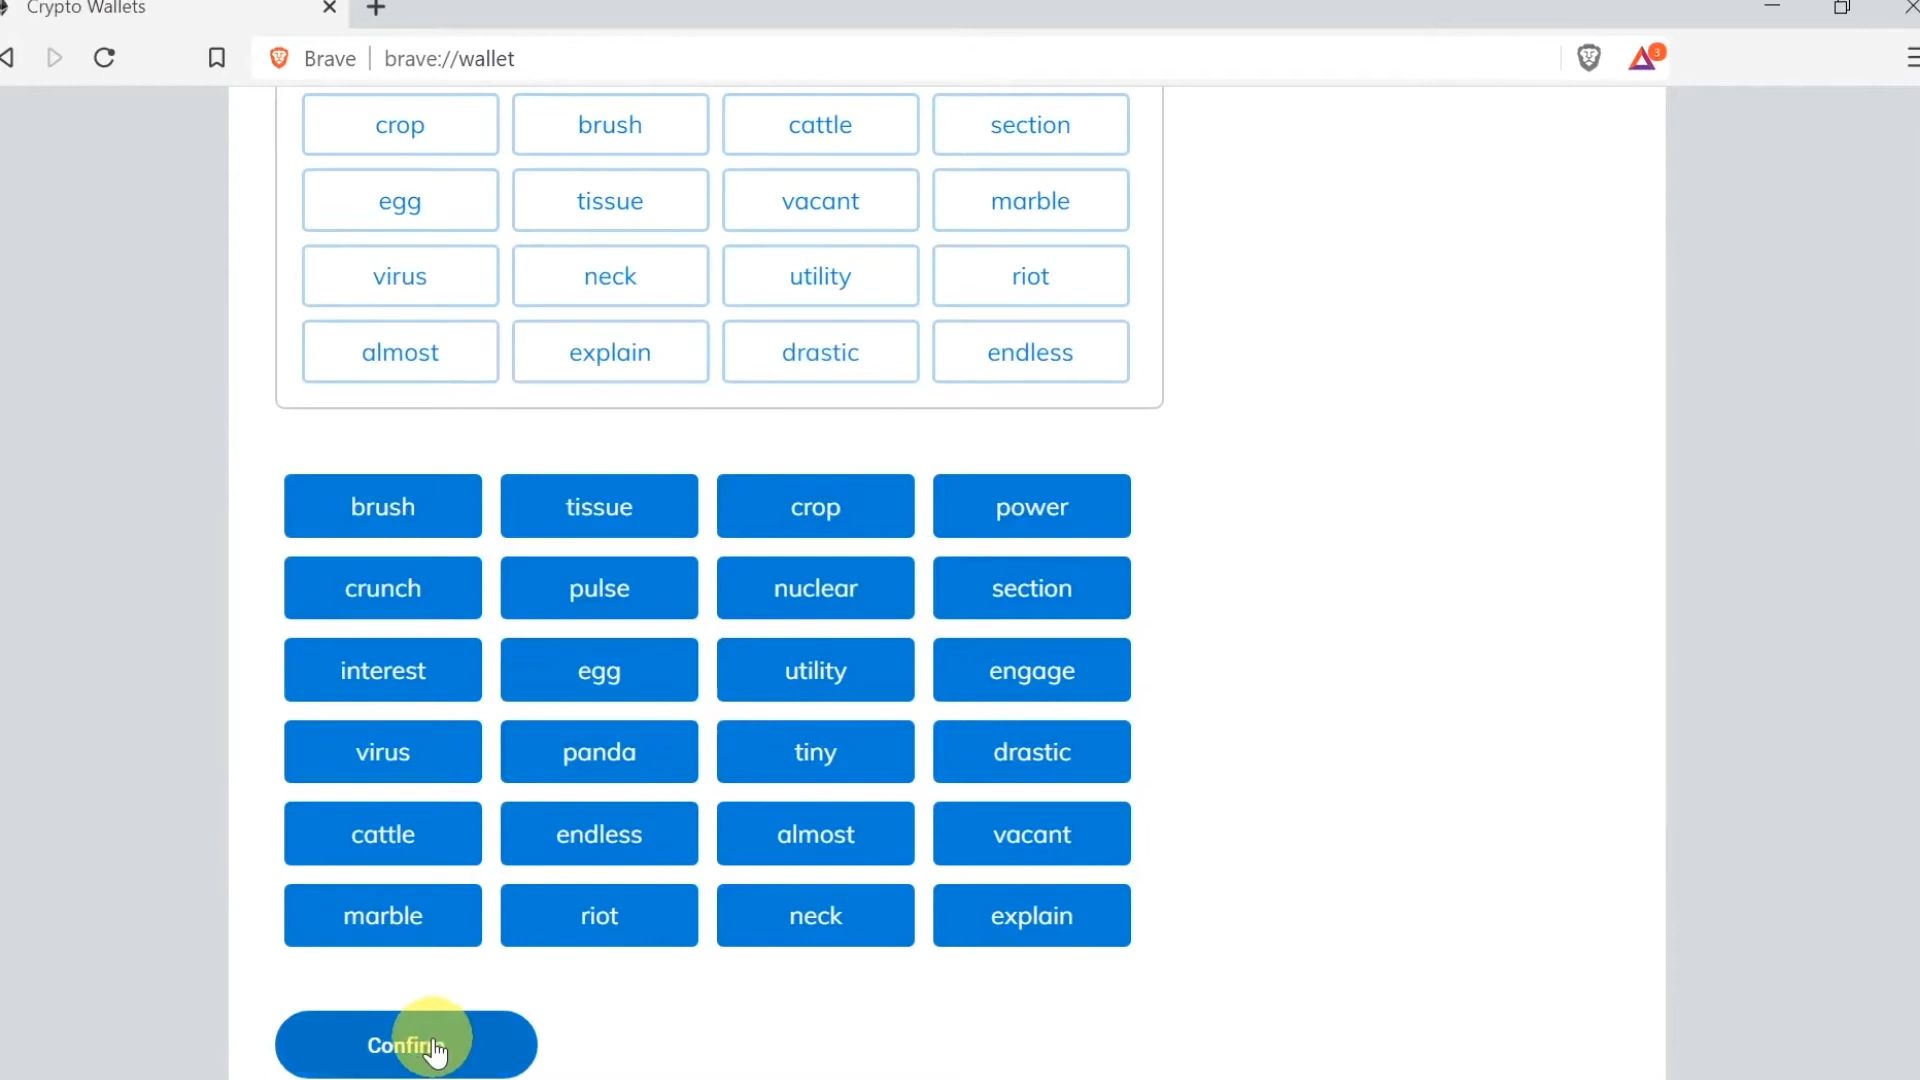 Crypto Wallets
Brave | brave://wallet
3
crop brush cattle section
egg tissue vacant marble
virus neck utility riot
almost explain drastic endless
brush tissue crop power
crunch pulse nuclear section
interest egg utility engage
virus panda tiny drastic
cattle endless almost vacant
marble riot neck explain
Confirm